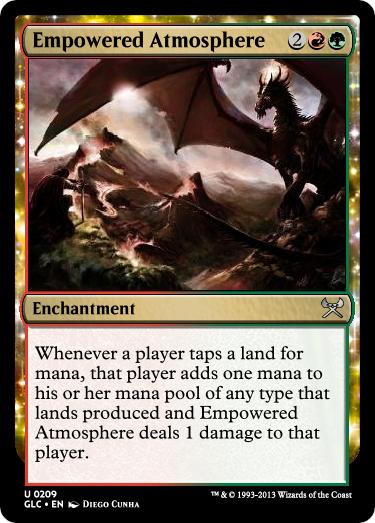 Empowered Atmosphere 2
Enchantment
Whenever a player taps a land for
mana, that player adds one mana to
his or her mana pool of any type that
lands produced and Empowered
Atmosphere deals 1 damage to that
player.
U 0209
GLC • EN Diego Cunha
™ & © 1993-2013 Wizards of the Coast